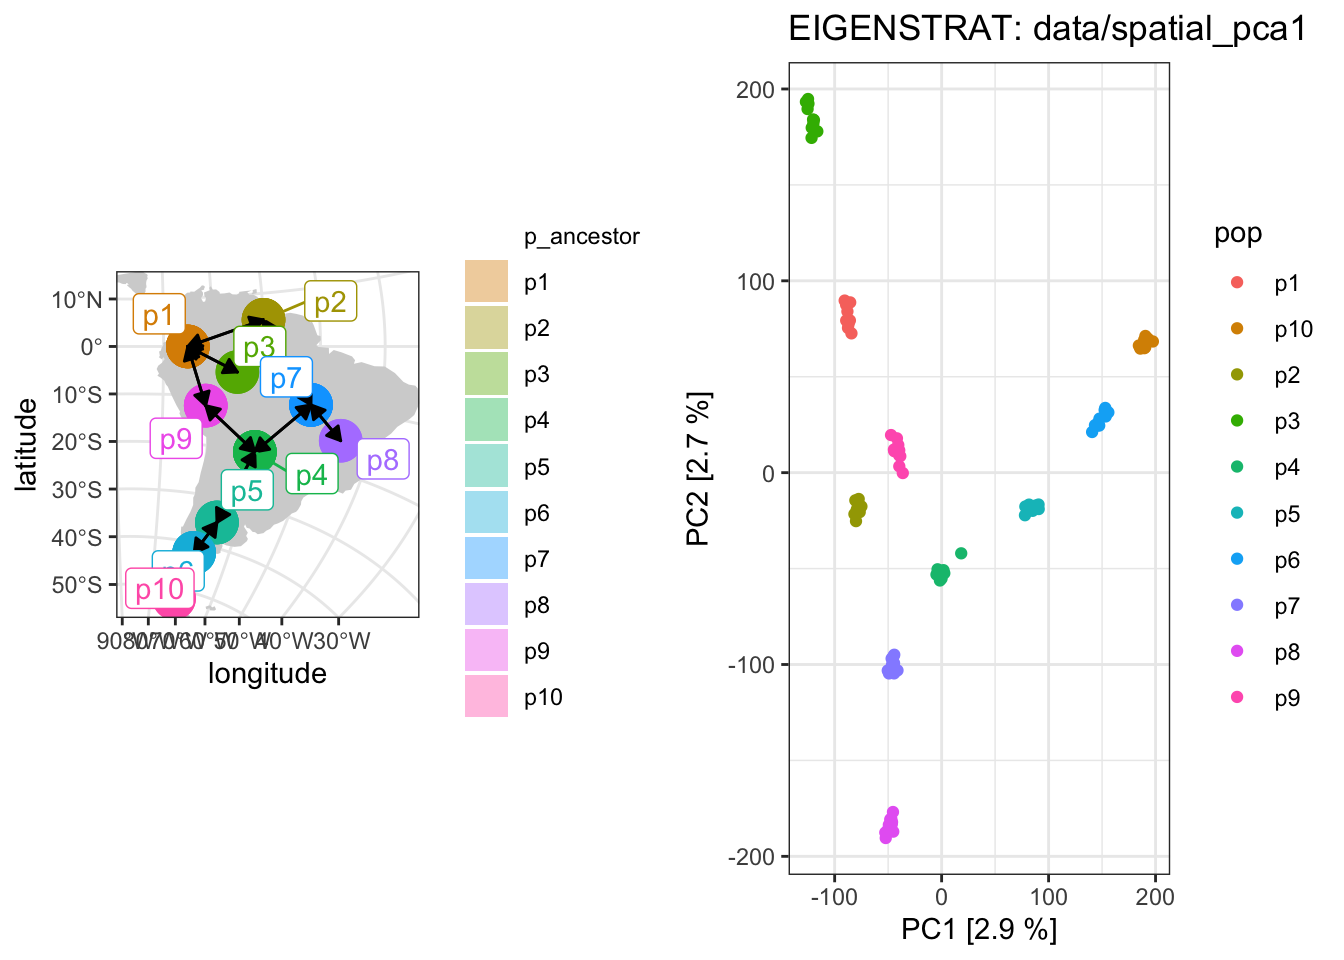 EIGENSTRAT: data/spatial_pca1
p1
p2
p3
p7
p9
p8
p4
p5
p10
10°N
0°
10°S
20°S
30°S
40°S
50°S
40°W
30°W
longitude
latitude
p_ancestor
p1
p2
p3
p4
p5
p6
p7
p8
p9
p10
200
100
0
-100
-200
-100
0
100
200
PC1 [2.9 %]
PC2 [2.7 %]
pop
p1
p10
p2
p3
p4
p5
p6
p7
p8
p9